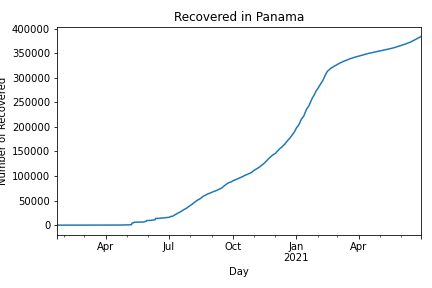 Recovered in Panama
Number of Recovered
400000
350000
300000
250000
200000
150000
100000
50000
0
Apr
Jul
Oct
Jan
2021
Apr
Day